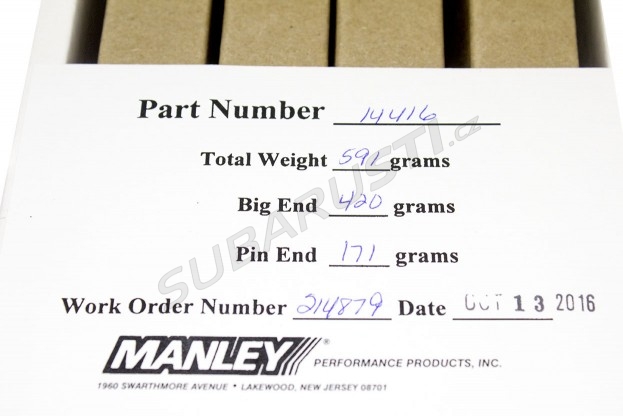 Part Number 14416
Total Weight 591 grams
Big End 420 grams
Pin End 171 grams
Work Order Number 214879 Date OCT 13 2016
MANLEY® PERFORMANCE PRODUCTS, INC.
1960 SWARTHMORE AVENUE • LAKEWOOD, NEW JERSEY 08701
SUBARUSTI.cz